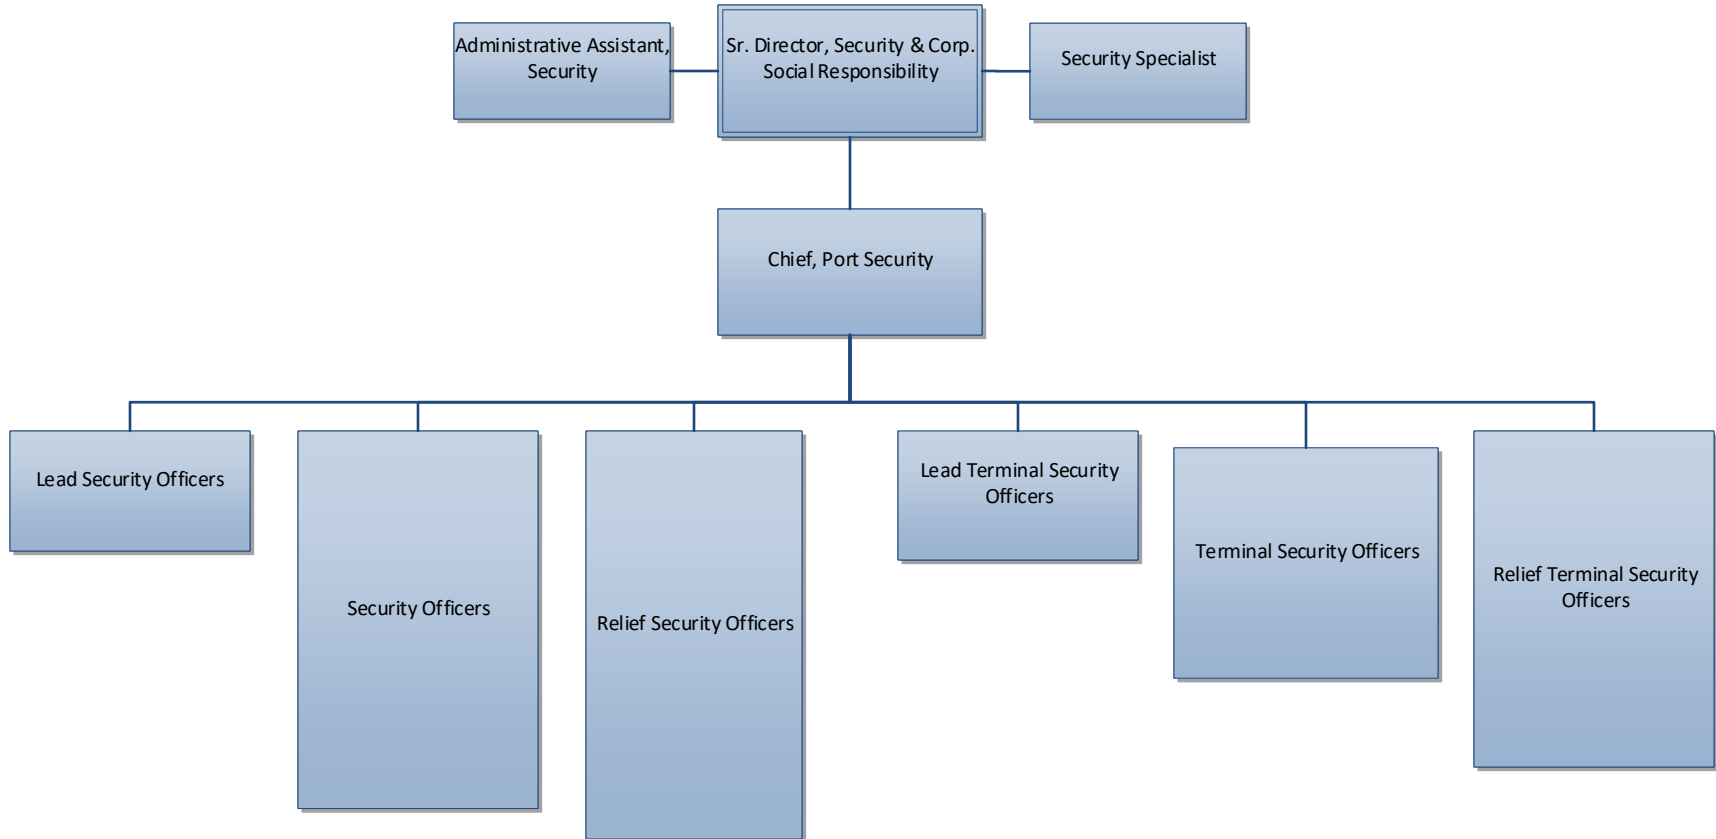 Administrative Assistant,
Security
Sr. Director, Security & Corp.
Social Responsibility
Security Specialist
Chief, Port Security
Lead Security Officers
Security Officers
Relief Security Officers
Lead Terminal Security
Officers
Terminal Security Officers
Relief Terminal Security
Officers